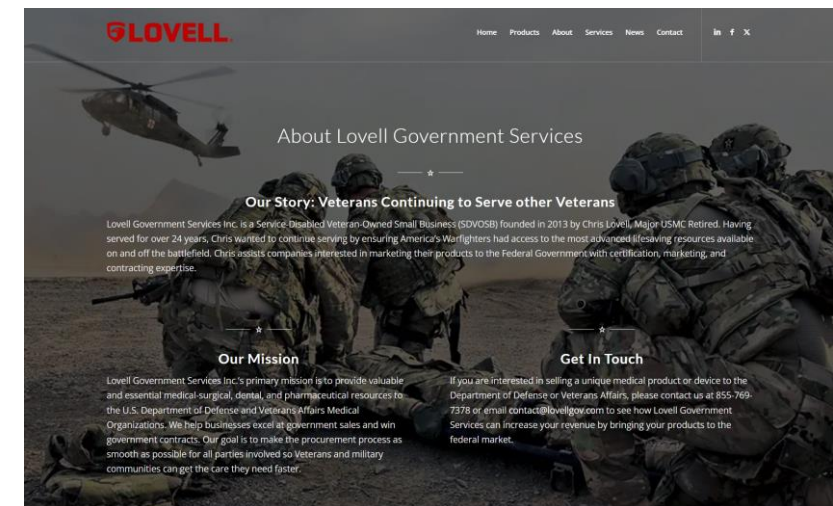 LOVELL
Home Products About Services News Contact in f X
About Lovell Government Services
Our Story: Veterans Continuing to Serve other Veterans
Lovell Government Services Inc. is a Service-Disabled Veteran-Owned Small Business (SDVOSB) founded in 2013 by Chris Lovell, Major USMC Retired. Having
served for over 24 years, Chris wanted to continue serving by ensuring America's Warfighters had access to the most advanced lifesaving resources available
on and off the battlefield. Chris assists companies interested in marketing their products to the Federal Government with certification, marketing, and
contracting expertise.
Our Mission
Lovell Government Services Inc.'s primary mission is to provide valuable
and essential medical-surgical, dental, and pharmaceutical resources to
the U.S. Department of Defense and Veterans Affairs Medical
Organizations. We help businesses excel at government sales and win
government contracts. Our goal is to make the procurement process as
smooth as possible for all parties involved so Veterans and military
communities can get the care they need faster.
Get In Touch
If you are interested in selling a unique medical product or device to the
Department of Defense or Veterans Affairs, please contact us at 855-769-
7378 or email contact@lovellgov.com to see how Lovell Government
Services can increase your revenue by bringing your products to the
federal market.